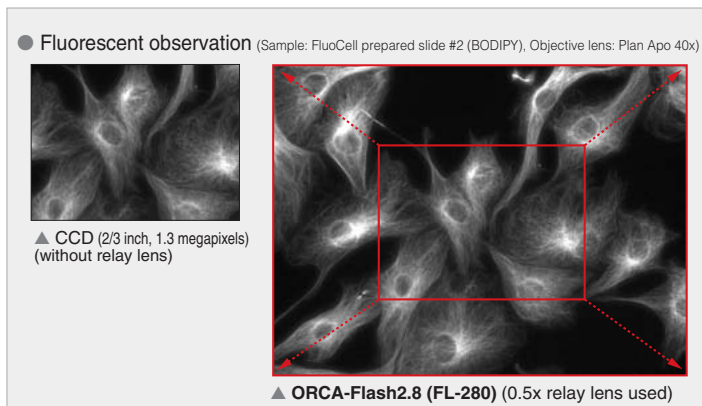 ● Fluorescent observation (Sample: FluoCell prepared slide #2 (BODIPY), Objective lens: Plan Apo 40x)
▲ CCD (2/3 inch, 1.3 megapixels)
(without relay lens)
▲ ORCA-Flash2.8 (FL-280) (0.5x relay lens used)